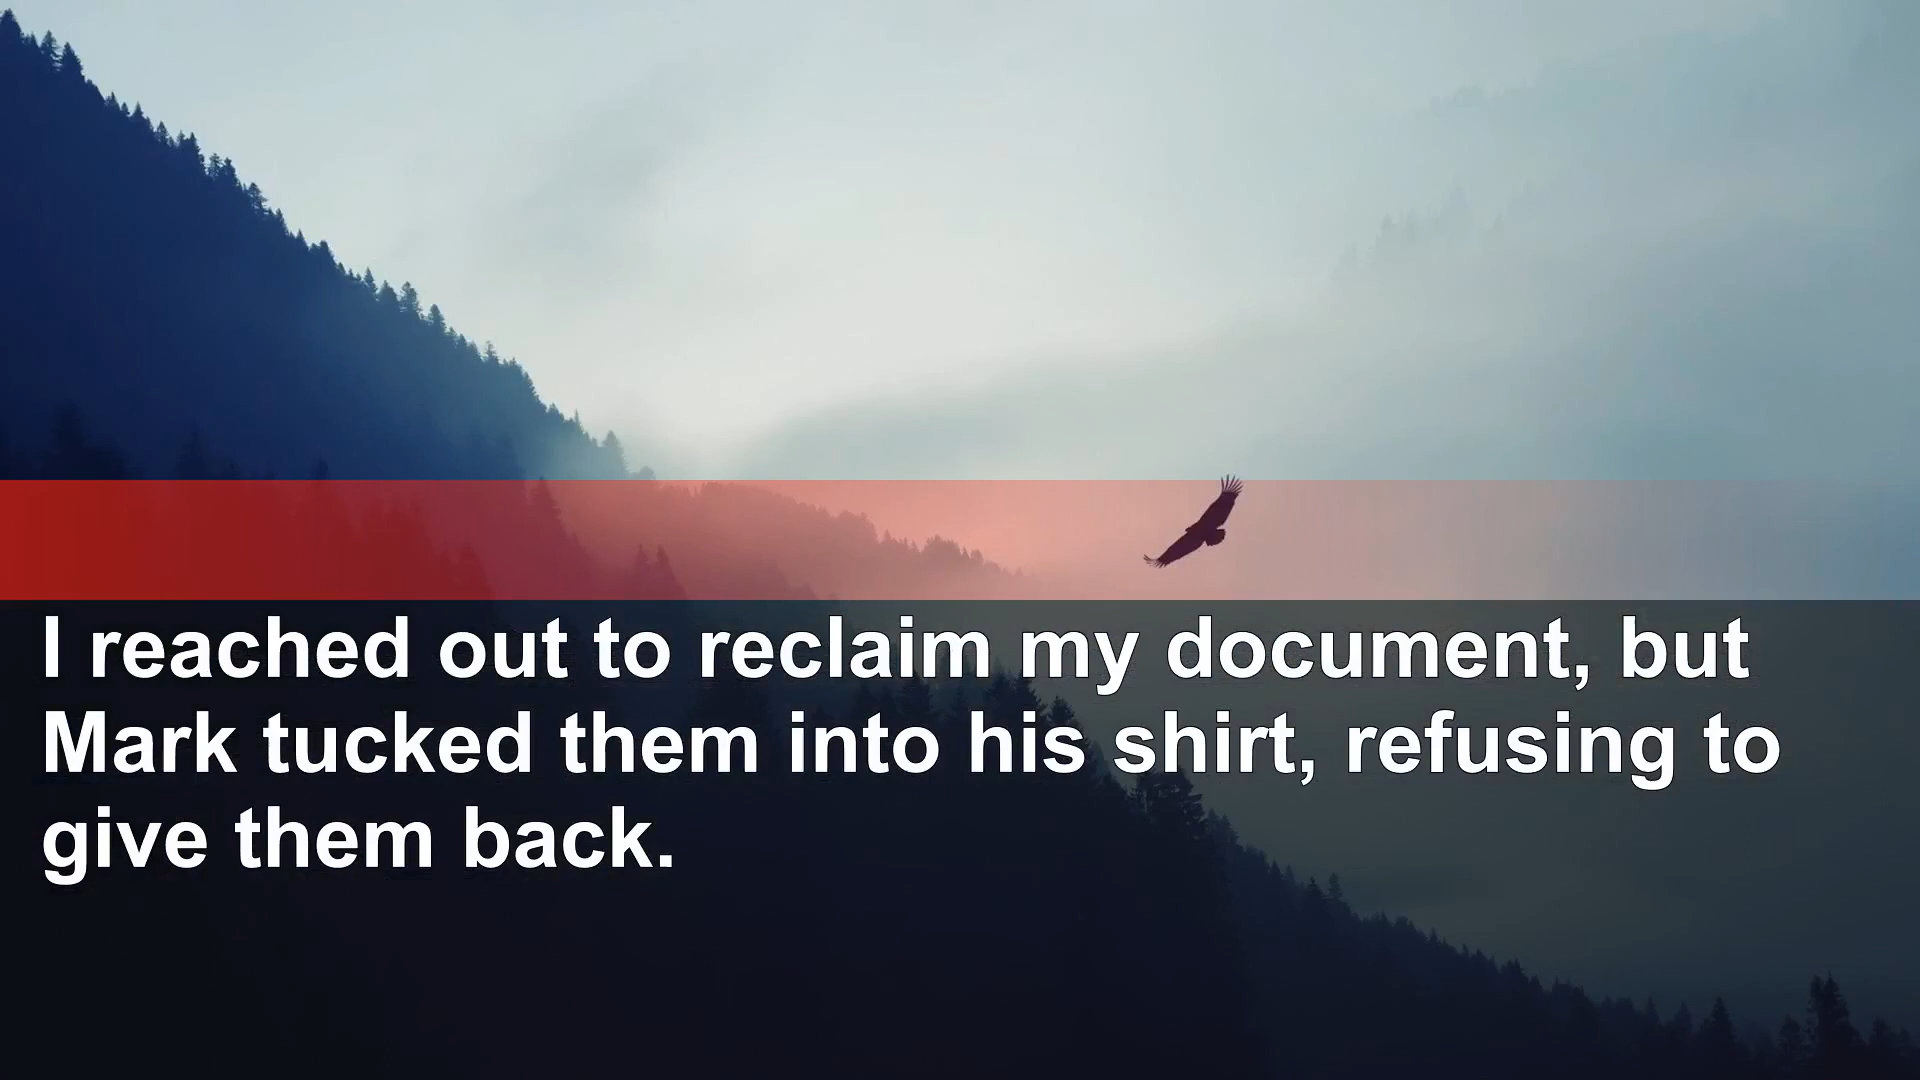 I reached out to reclaim my document, but
Mark tucked them into his shirt, refusing to
give them back.